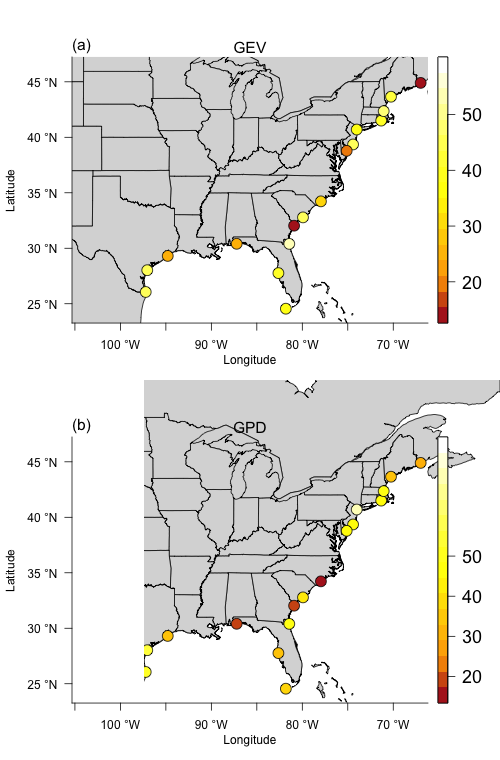 (a)
GEV
45 °N
40 °N
35 °N
30 °N
25 °N
Latitude
100 °W
90 °W
80 °W
70 °W
Longitude
50
40
30
20
(b)
GPD
45 °N
40 °N
35 °N
30 °N
25 °N
Latitude
100 °W
90 °W
80 °W
70 °W
Longitude
50
40
30
20